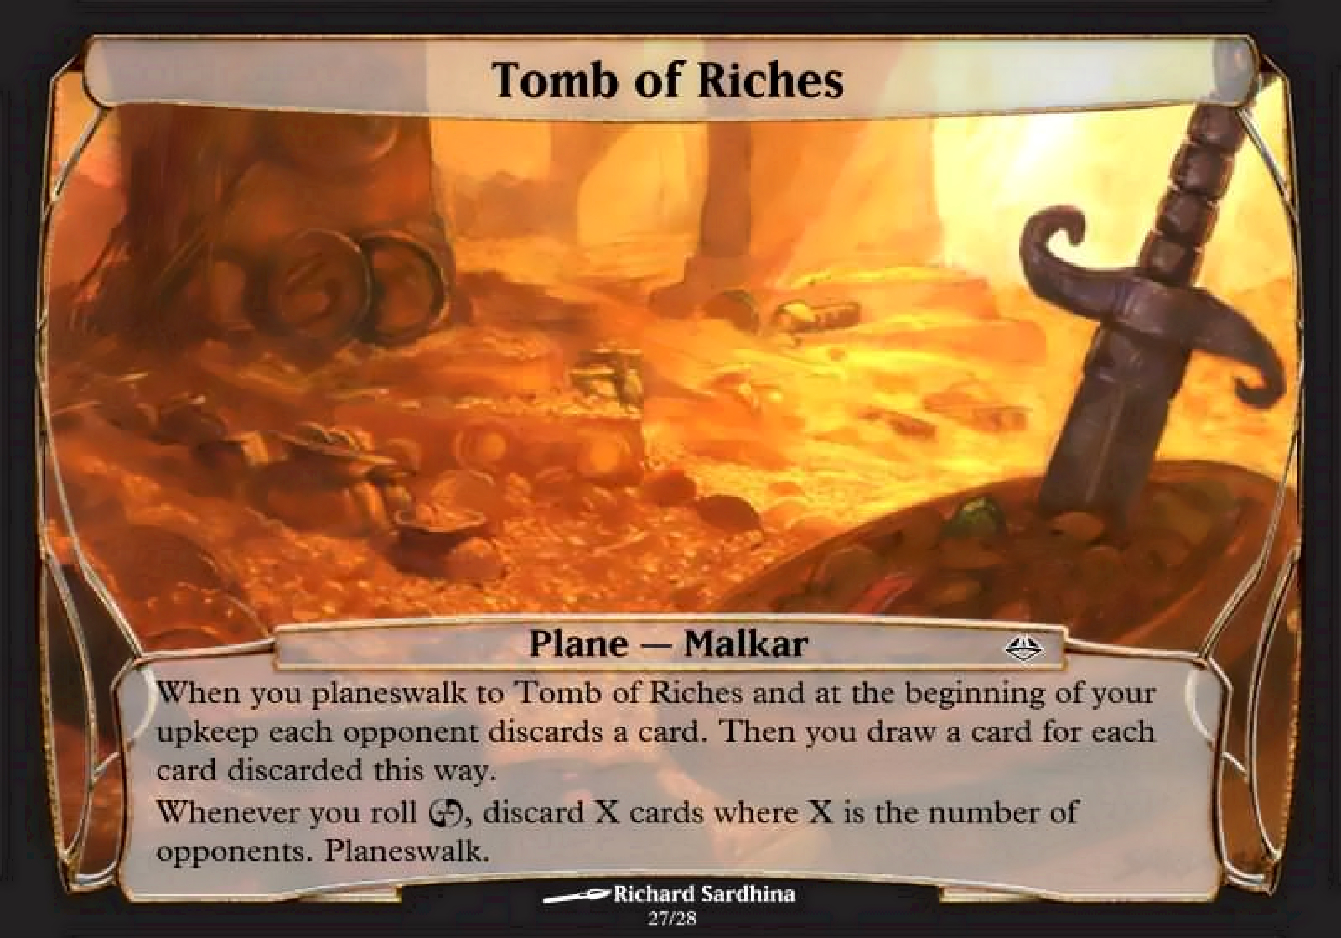 Tomb of Riches
Plane — Malkar
When you planeswalk to Tomb of Riches and at the beginning of your
upkeep each opponent discards a card. Then you draw a card for each
card discarded this way.
Whenever you roll , discard X cards where X is the number of
opponents. Planeswalk.
Richard Sardhina
27/28